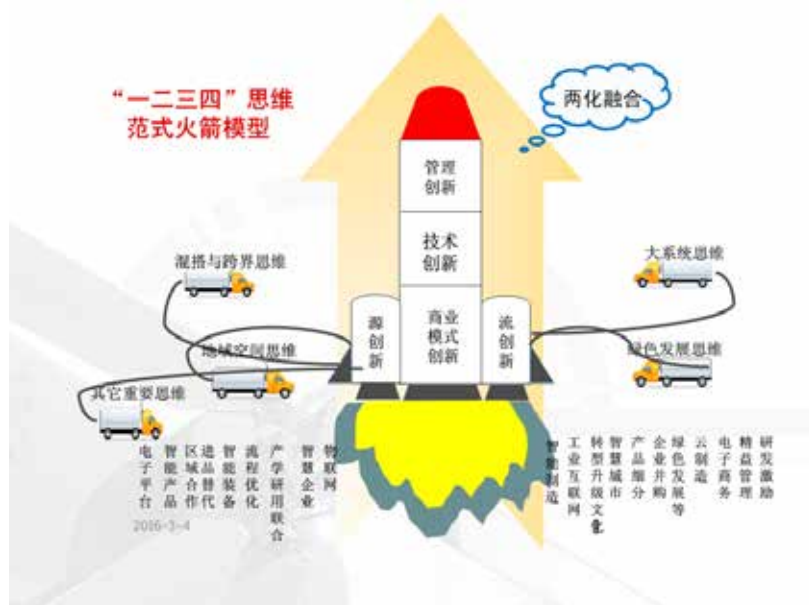 “一二三四”思维
范式火箭模型
两化融合
管理
创新
技术
创新
商业
模式
创新
源创新
流创新
混搭与跨界思维
地域空间思维
其它重要思维
大系统思维
绿色发展思维
电子平台
智能产品
区域合作
进品替代
智能装备
流程优化
产学研用联合
智慧企业
物联网
智能制造
工业互联网
转型升级文化
智慧城市
产品细分
企业并购
绿色发展等
云制造
电子商务
精益管理
研发激励
2016-3-4